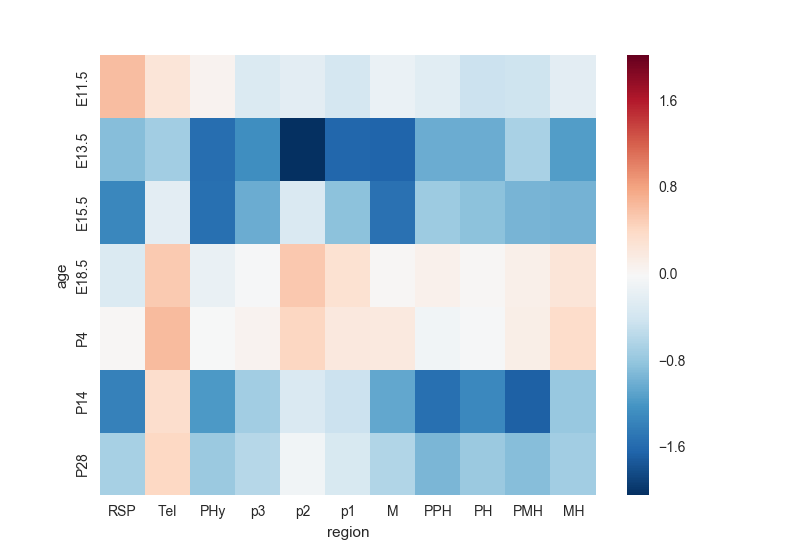 E11.5
E13.5
E15.5
E18.5
P4
P14
P28
age
RSP Tel PHy p3 p2 p1 M PPH PH PMH MH
region
1.6
0.8
0.0
−0.8
−1.6